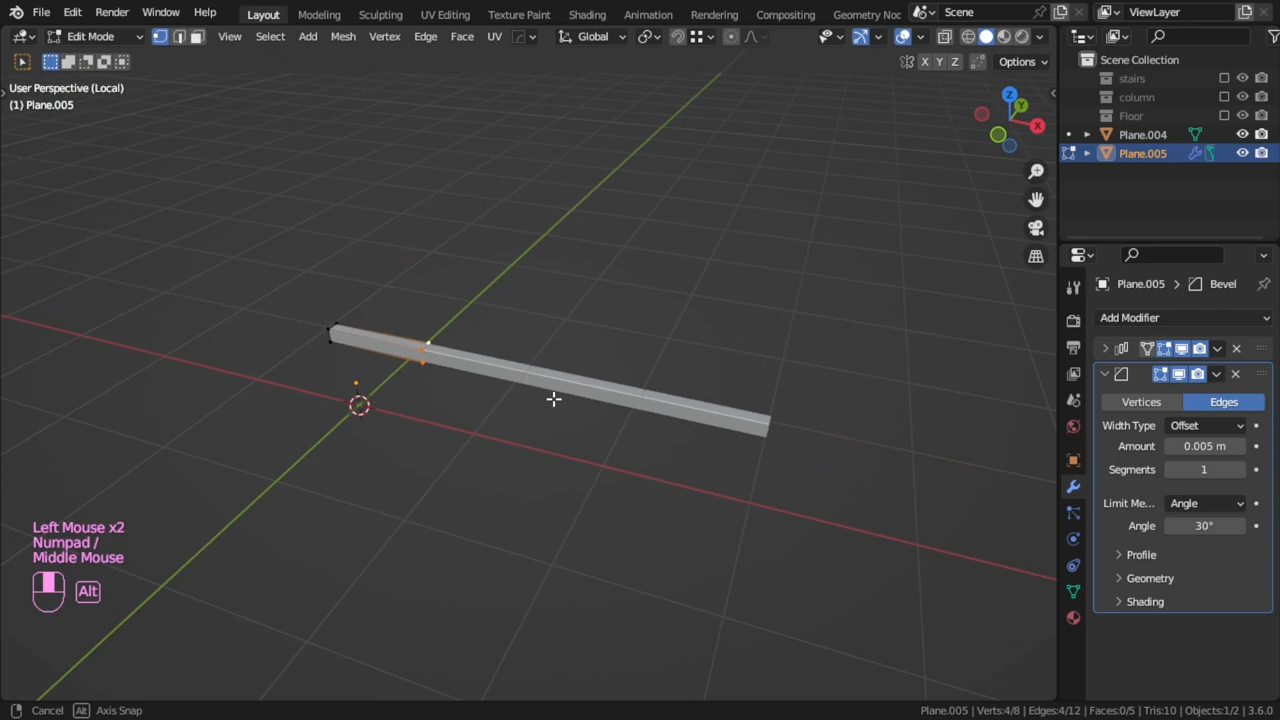 File Edit Render Window Help Layout Modeling Sculpting UV Editing Texture Paint Shading Animation Rendering Compositing Geometry Noc Scene ViewLayer
Edit Mode View Select Add Mesh Vertex Edge Face UV Global
X Y Z Options
User Perspective (Local)
(1) Plane.005
Z
Y
X
Scene Collection
stairs
column
Floor
Plane.004
Plane.005
Plane.005 > Bevel
Add Modifier
Vertices Edges
Width Type Offset
Amount 0.005 m
Segments 1
Limit Me... Angle
Angle 30°
Profile
Geometry
Shading
Left Mouse x2
Numpad /
Middle Mouse
Alt
Cancel Alt Axis Snap Plane.005 | Verts:4/8 | Edges:4/12 | Faces:0/5 | Tris:10 | Objects:1/2 | 3.6.0